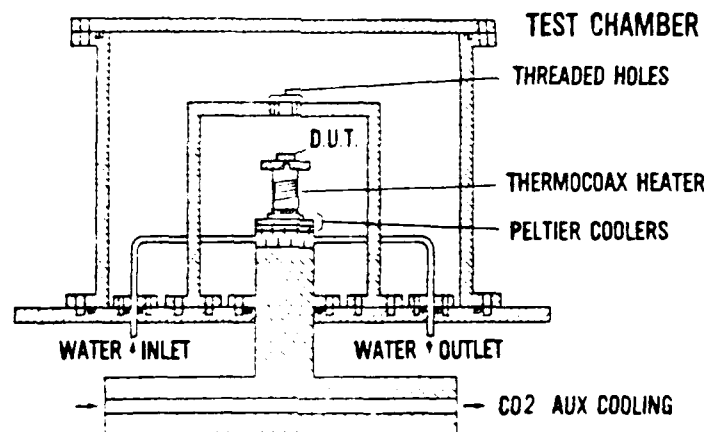 TEST CHAMBER
THREADED HOLES
D.U.T.
THERMOCOAX HEATER
PELTIER COOLERS
WATER INLET
WATER OUTLET
CO2 AUX COOLING